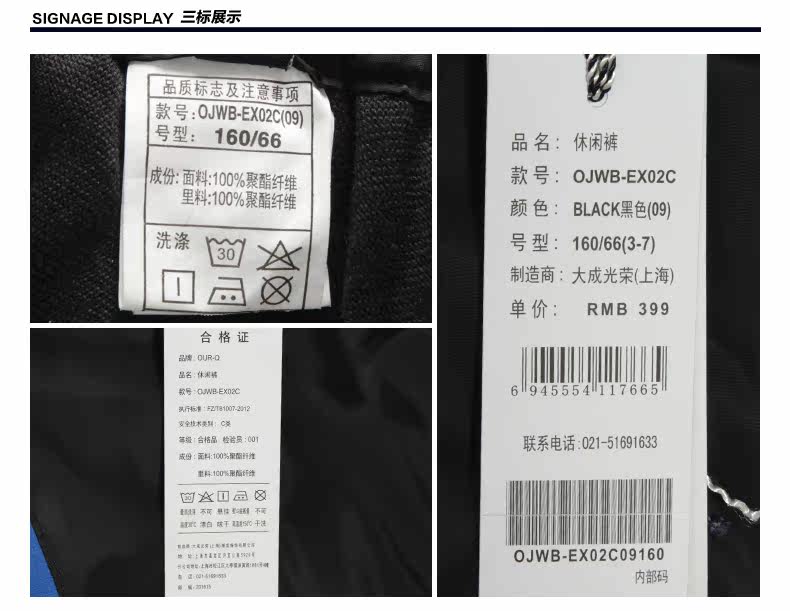 SIGNAGE DISPLAY 三标展示
品质标志及注意事项
款号:OJWB-EX02C(09)
号型: 160/66
成份: 面料:100%聚酯纤维
里料:100%聚酯纤维
洗涤
30
合格证
品牌: OUR-Q
品名: 休闲裤
款号: OJWB-EX02C
执行标准: FZ/T81007-2012
安全技术类别: C类
等级: 合格品 检验员: 001
成份: 面料:100%聚酯纤维
里料:100%聚酯纤维
品名: 休闲裤
款号: OJWB-EX02C
颜色: BLACK黑色(09)
号型: 160/66(3-7)
制造商: 大成光荣(上海)
单价: RMB 399
6 945554 117665
联系电话:021-51691633
OJWB-EX02C09160
内部码